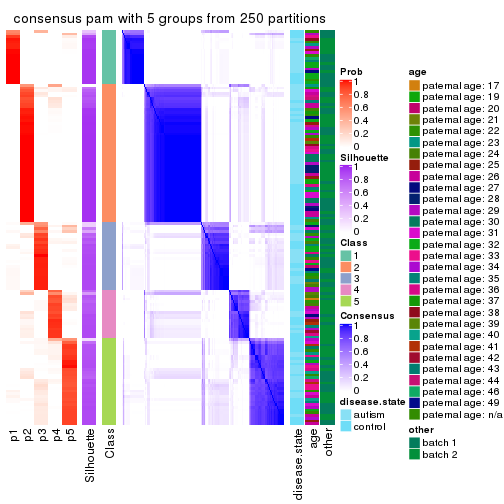 consensus pam with 5 groups from 250 partitions
p1
p2
p3
p4
p5
Silhouette
Class
disease.state
age
other
Prob
1
0.8
0.6
0.4
0.2
0
Silhouette
1
0.8
0.6
0.4
0.2
0
Class
1
2
3
4
5
Consensus
1
0.8
0.6
0.4
0.2
0
disease.state
autism
control
age
paternal age: 17
paternal age: 19
paternal age: 20
paternal age: 21
paternal age: 22
paternal age: 23
paternal age: 24
paternal age: 25
paternal age: 26
paternal age: 27
paternal age: 28
paternal age: 29
paternal age: 30
paternal age: 31
paternal age: 32
paternal age: 33
paternal age: 34
paternal age: 35
paternal age: 36
paternal age: 37
paternal age: 38
paternal age: 39
paternal age: 40
paternal age: 41
paternal age: 42
paternal age: 43
paternal age: 44
paternal age: 46
paternal age: 49
paternal age: n/a
other
batch 1
batch 2